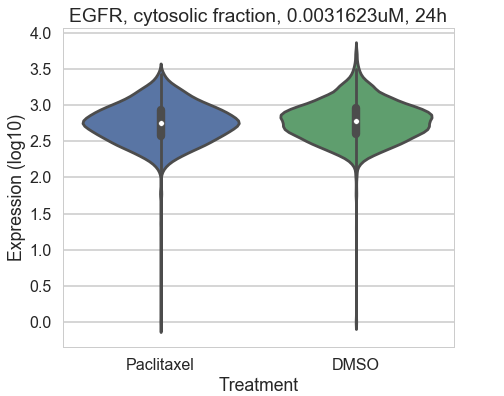 EGFR, cytosolic fraction, 0.0031623uM, 24h
4.0
3.5
3.0
2.5
2.0
1.5
1.0
0.5
0.0
Expression (log10)
Paclitaxel DMSO
Treatment